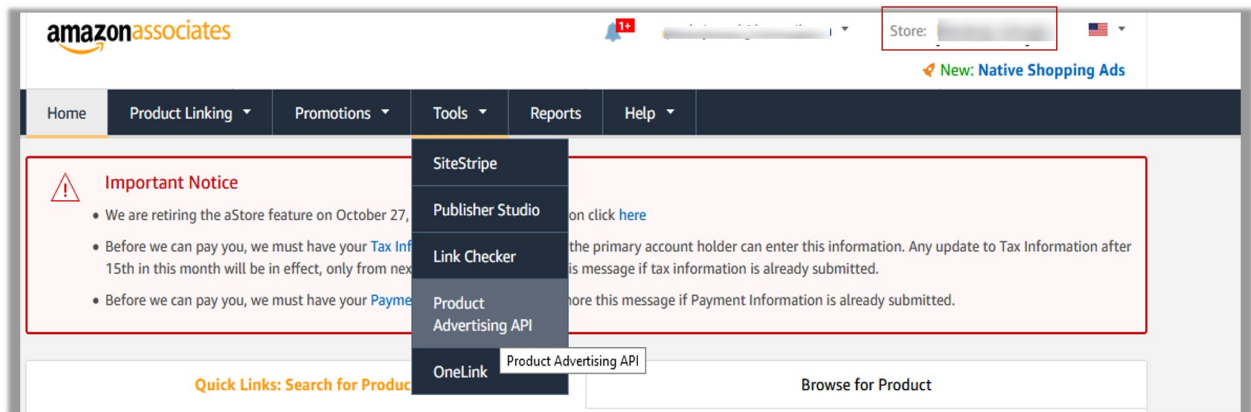 amazonassociates
1+
Store:
New: Native Shopping Ads
Home Product Linking Promotions Tools Reports Help
SiteStripe
Publisher Studio
Link Checker
Product
Advertising API
OneLink
Product Advertising API
Important Notice
We are retiring the aStore feature on October 27, on click here
Before we can pay you, we must have your Tax Inf the primary account holder can enter this information. Any update to Tax Information after
15th in this month will be in effect, only from nex is message if tax information is already submitted.
Before we can pay you, we must have your Payme nore this message if Payment Information is already submitted.
Quick Links: Search for Produc
Browse for Product